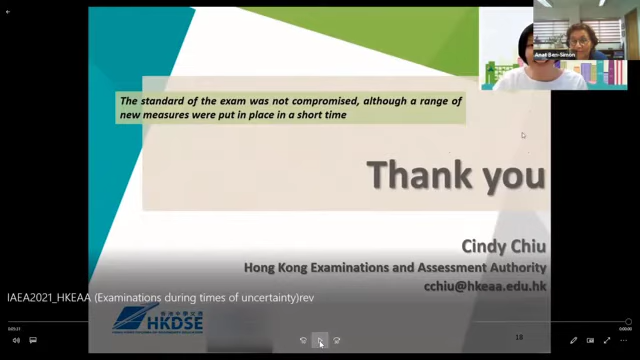 Anat Ben-Simon
The standard of the exam was not compromised, although a range of
new measures were put in place in a short time
Thank you
Cindy Chiu
Hong Kong Examinations and Assessment Authority
cchiu@hkeaa.edu.hk
IAEA2021_HKEAA (Examinations during times of uncertainty)rev
HKDSE
18